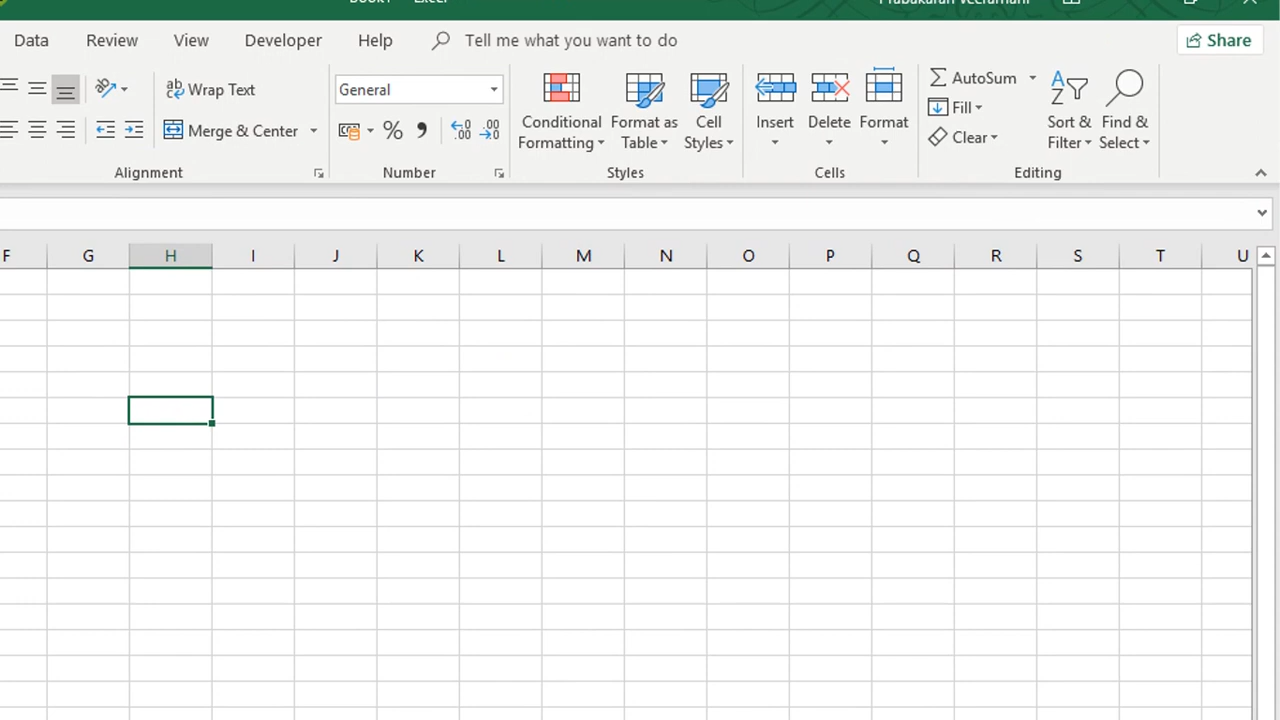 Data Review View Developer Help Tell me what you want to do Share
Wrap Text General AutoSum
Conditional Formatting Format as Table Cell Styles Insert Delete Format Fill Sort & Filter Find & Select
Merge & Center % Clear
Alignment Number Styles Cells Editing
F G H I J K L M N O P Q R S T U